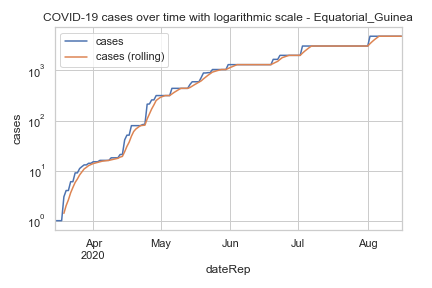 COVID-19 cases over time with logarithmic scale - Equatorial_Guinea
cases
cases (rolling)
10³
10²
10¹
10⁰
cases
Apr
2020
May
Jun
Jul
Aug
dateRep